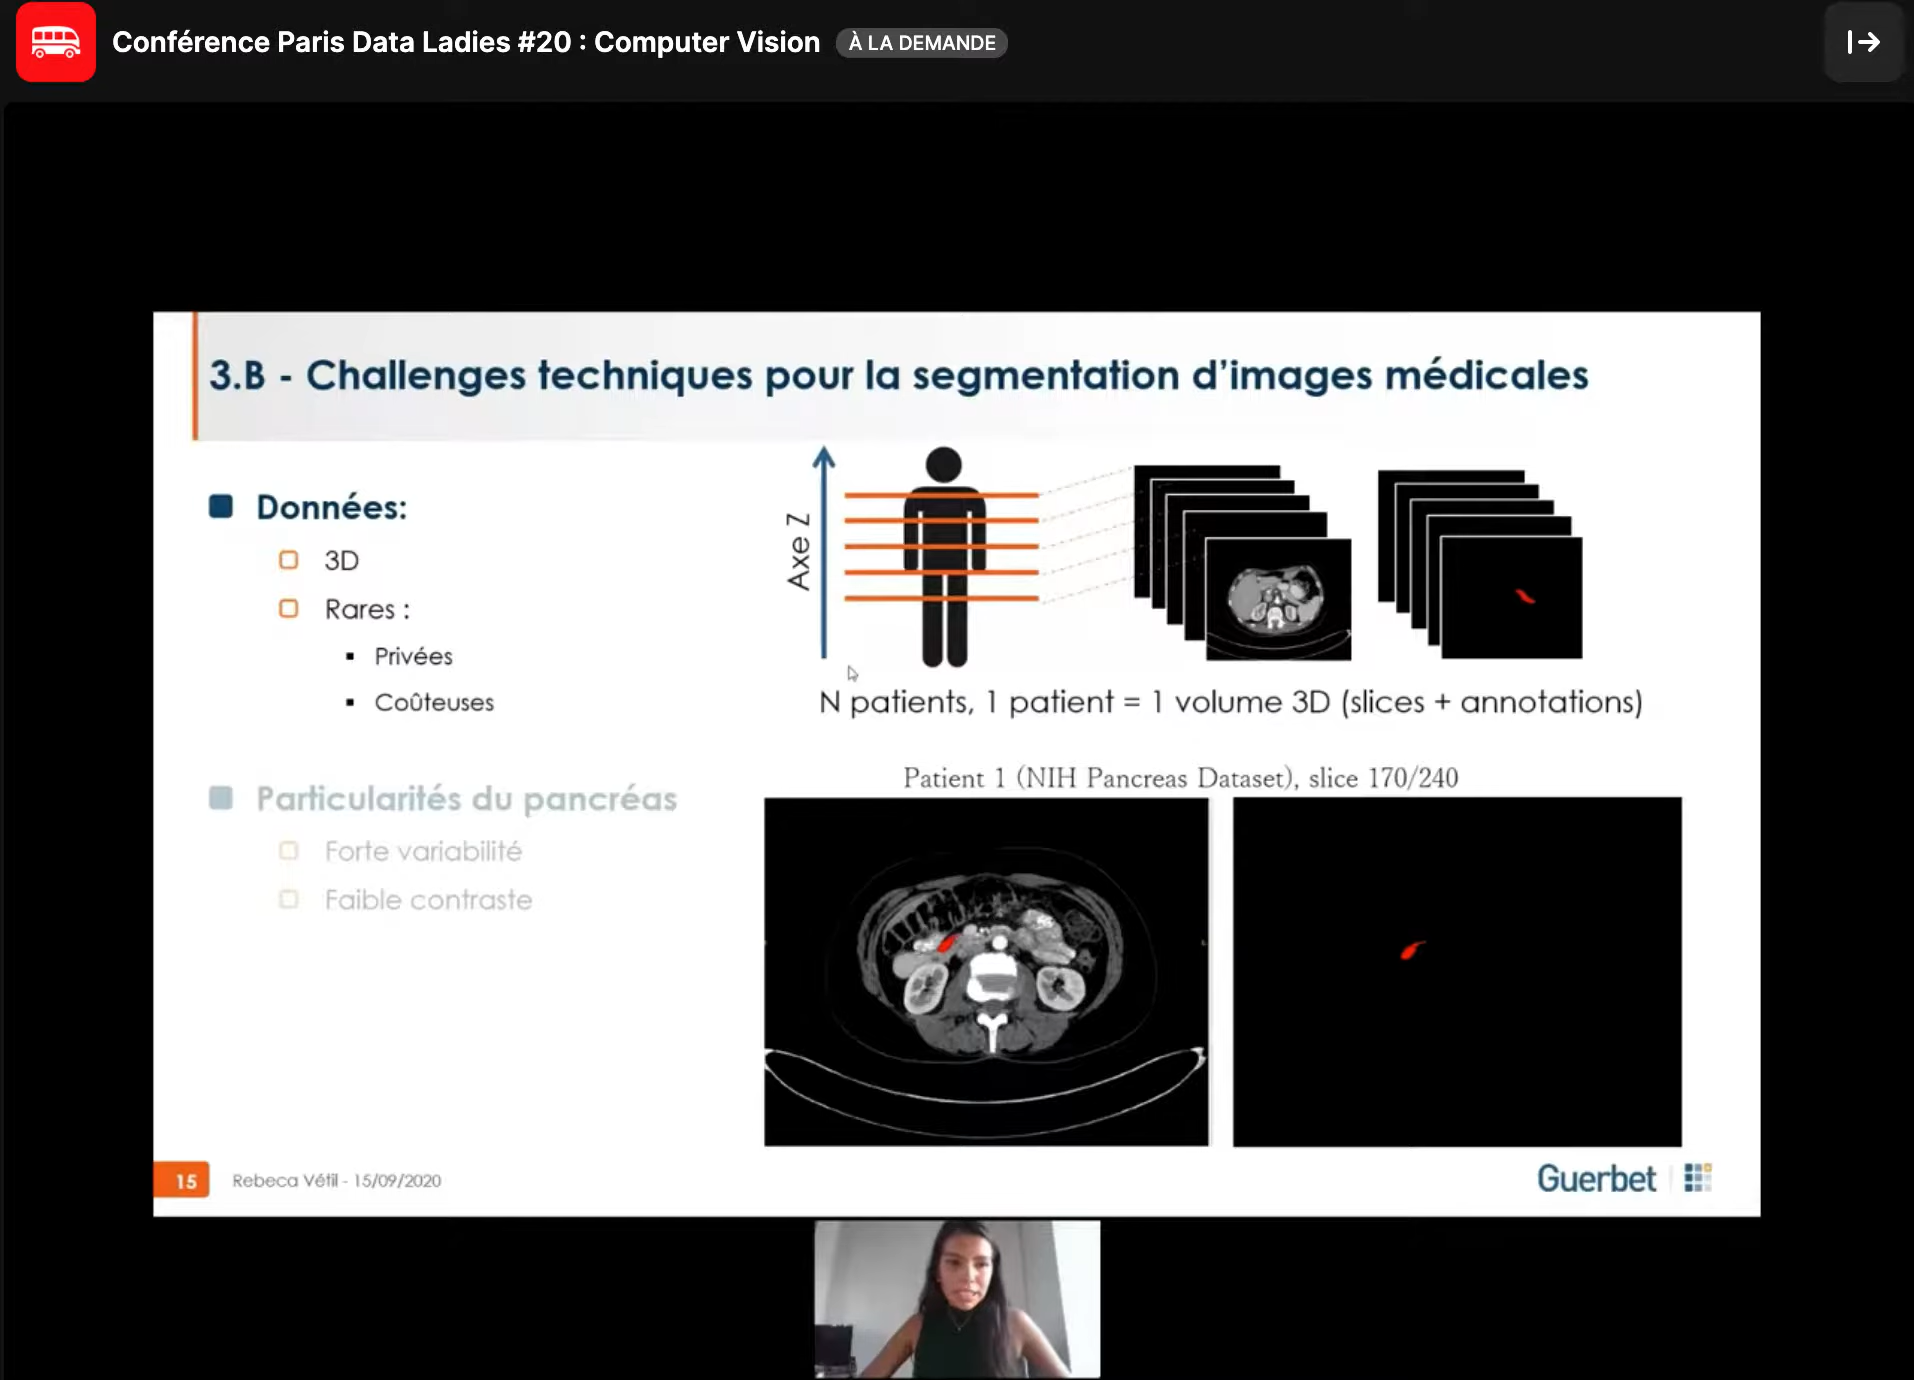 Conférence Paris Data Ladies #20 : Computer Vision
À LA DEMANDE
3.B - Challenges techniques pour la segmentation d'images médicales
Données:
3D
Rares :
Privées
Coûteuses
Particularités du pancréas
Forte variabilité
Faible contraste
Axe Z
N patients, 1 patient = 1 volume 3D (slices + annotations)
Patient 1 (NIH Pancreas Dataset), slice 170/240
15
Rebeca Vétil - 15/09/2020
Guerbet